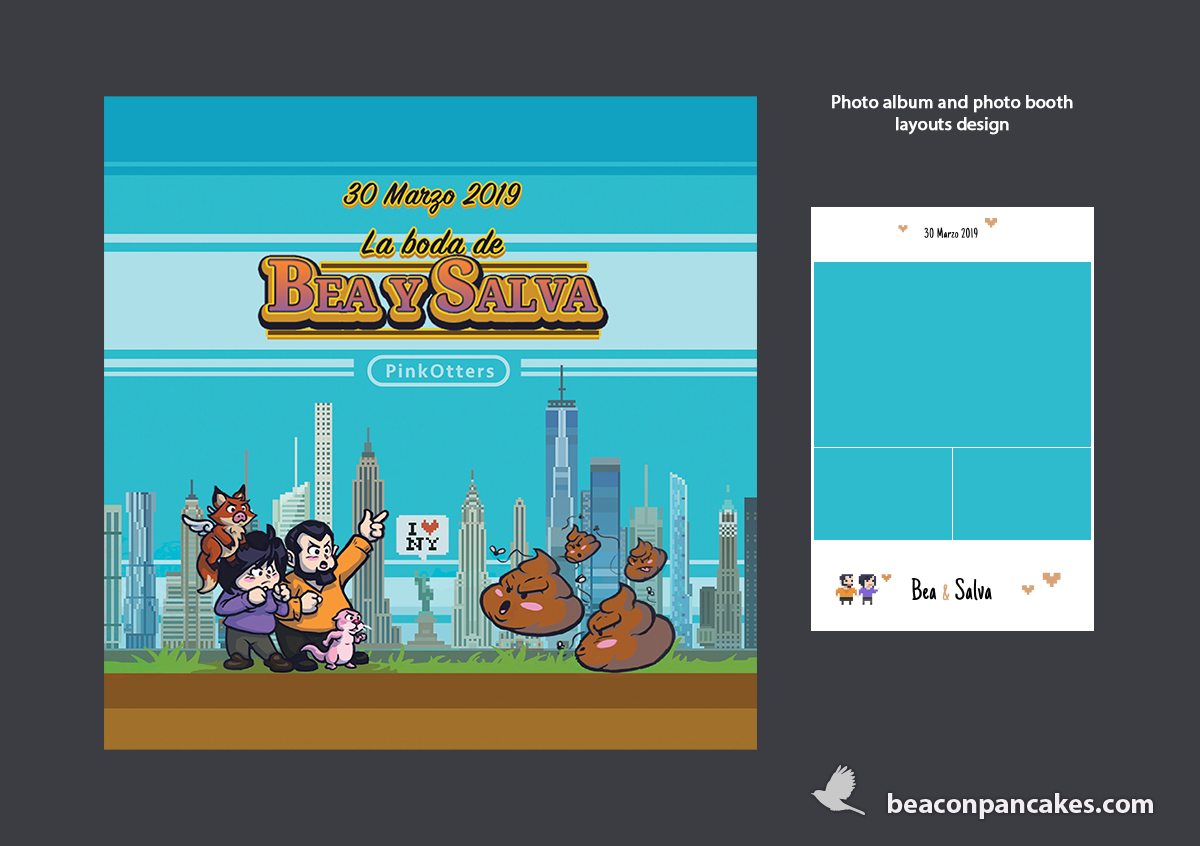 Photo album and photo booth
layouts design
30 Marzo 2019
La boda de
BEA Y SALVA
PinkOtters
I ♥
NY
30 Marzo 2019
Bea & Salva
beaconpancakes.com